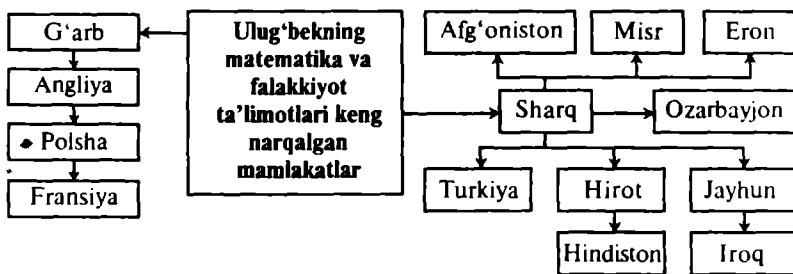 G‘arb
Angliya
Polsha
Fransiya
Ulug‘bekning
matematika va
falakkiyot
ta’limotlari keng
narqalgan
mamlakatlar
Afg‘oniston
Misr
Eron
Sharq
Ozarbayjon
Turkiya
Hirot
Jayhun
Hindiston
Iroq